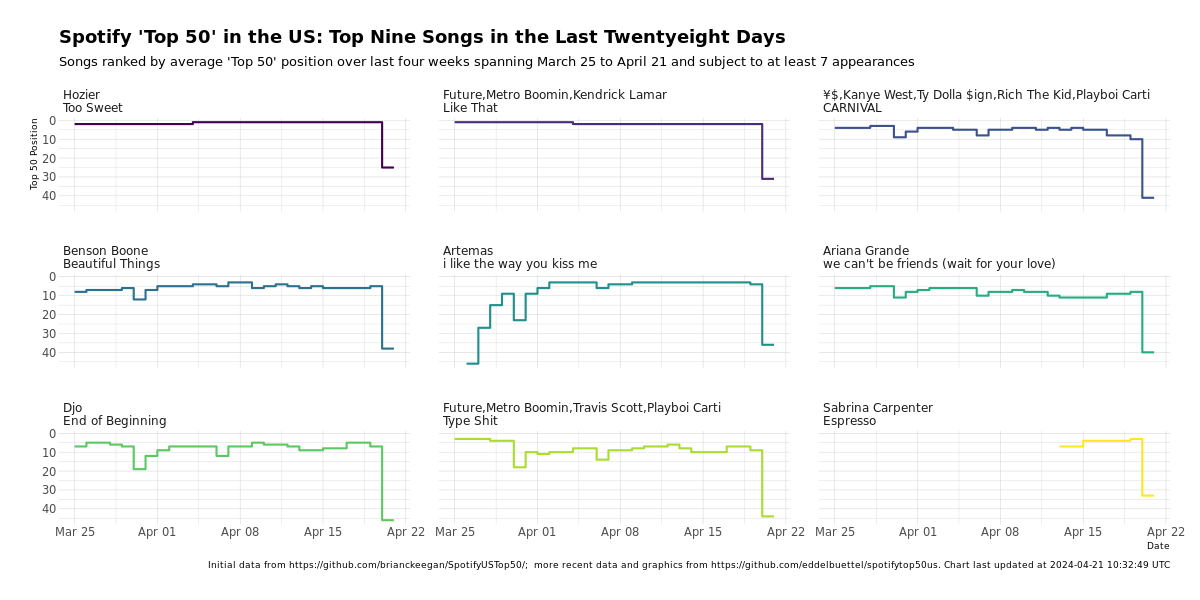 Spotify 'Top 50' in the US: Top Nine Songs in the Last Twentyeight Days
Songs ranked by average 'Top 50' position over last four weeks spanning March 25 to April 21 and subject to at least 7 appearances
Hozier
Too Sweet
Future,Metro Boomin,Kendrick Lamar
Like That
¥$,Kanye West,Ty Dolla $ign,Rich The Kid,Playboi Carti
CARNIVAL
Top 50 Position
0
10
20
30
40
Benson Boone
Beautiful Things
Artemas
i like the way you kiss me
Ariana Grande
we can't be friends (wait for your love)
0
10
20
30
40
Djo
End of Beginning
Future,Metro Boomin,Travis Scott,Playboi Carti
Type Shit
Sabrina Carpenter
Espresso
0
10
20
30
40
Mar 25 Apr 01 Apr 08 Apr 15 Apr 22 Mar 25 Apr 01 Apr 08 Apr 15 Apr 22 Mar 25 Apr 01 Apr 08 Apr 15 Apr 22
Date
Initial data from https://github.com/brianckeegan/SpotifyUSTop50/;  more recent data and graphics from https://github.com/eddelbuettel/spotifytop50us. Chart last updated at 2024-04-21 10:32:49 UTC